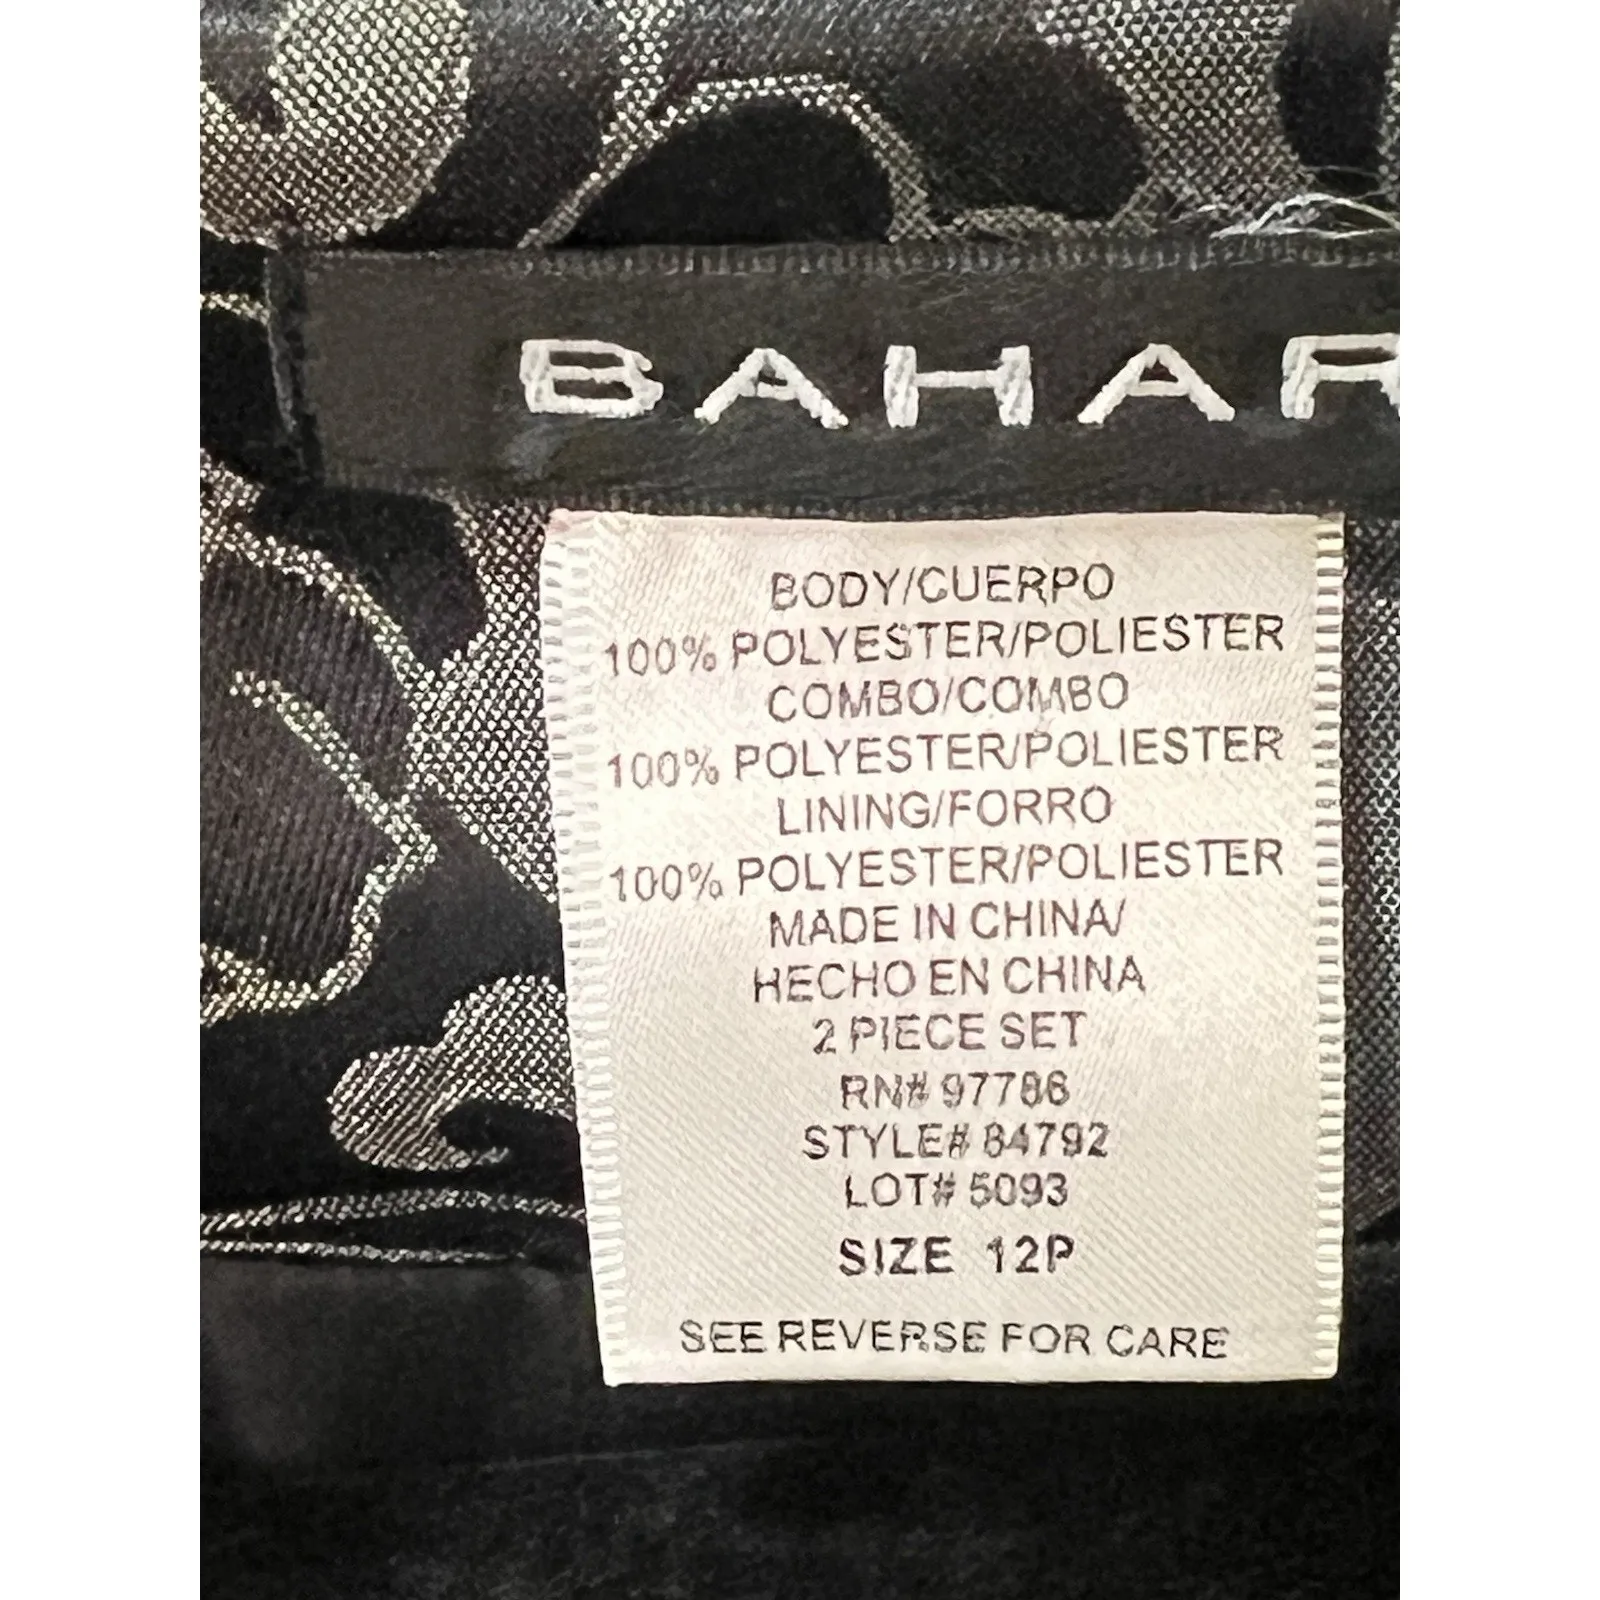 BAHAR
BODY/CUERPO
100% POLYESTER/POLIESTER
COMBO/COMBO
100% POLYESTER/POLIESTER
LINING/FORRO
100% POLYESTER/POLIESTER
MADE IN CHINA/
HECHO EN CHINA
2 PIECE SET
RN# 97786
STYLE# 84792
LOT# 5093
SIZE 12P
SEE REVERSE FOR CARE